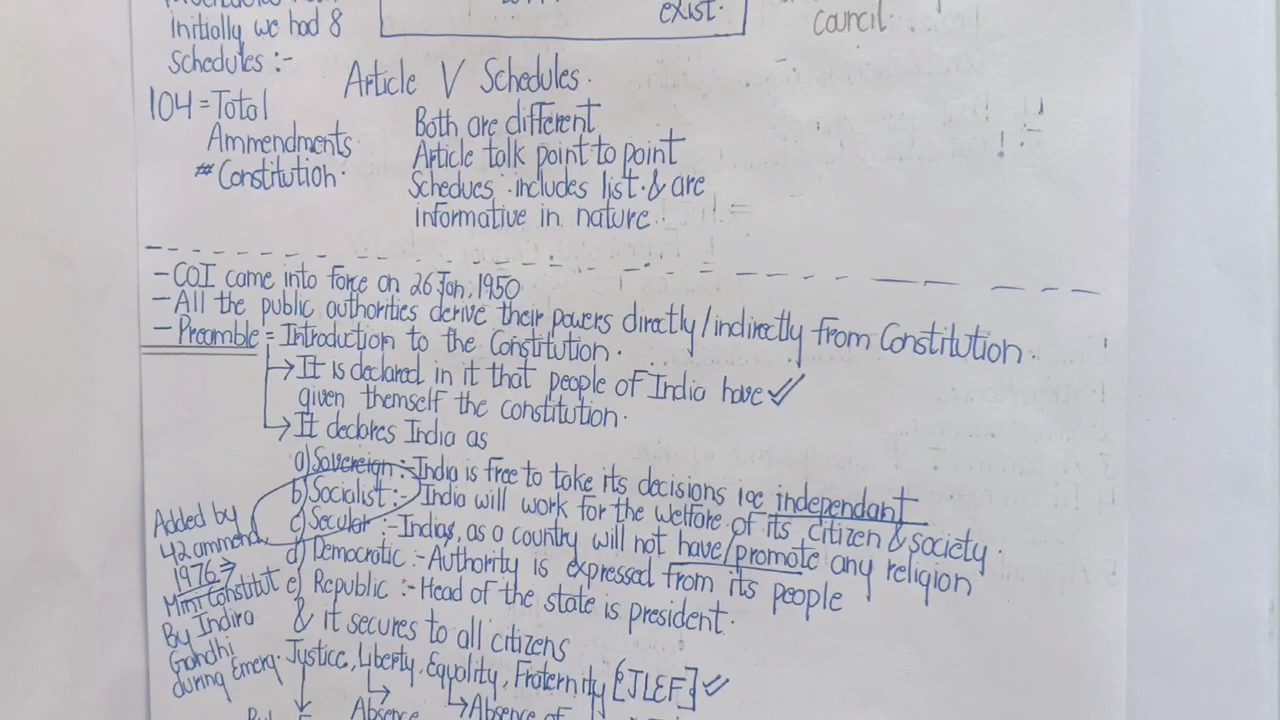 Initially we had 8
Schedules :-
exist.
Council.
104 = Total
Ammendments
# Constitution.
Article V Schedules.
Both are different
Article talk point to point
Schedues includes list & are
informative in nature.
- COI came into force on 26 Jan, 1950
- All the public authorities derive their powers directly/indirectly from Constitution.
- Preamble = Introduction to the Constitution.
→ It is declared in it that people of India have
given themself the constitution.
→ It declares India as
a) Sovereign :- India is free to take its decisions ice independant
b) Socialist :- India will work for the welfare of its citizen & society.
c) Secular :- India, as a country will not have/promote any religion
d) Democratic :- Authority is expressed from its people
e) Republic :- Head of the state is president.
& it secures to all citizens
Justice, Liberty, Equality, Fraternity [JLEF]
Added by
42 ammend,
1976 →
Mini Constitut
By Indira
Gandhi
during Emerg.
Absence
→ Absence of